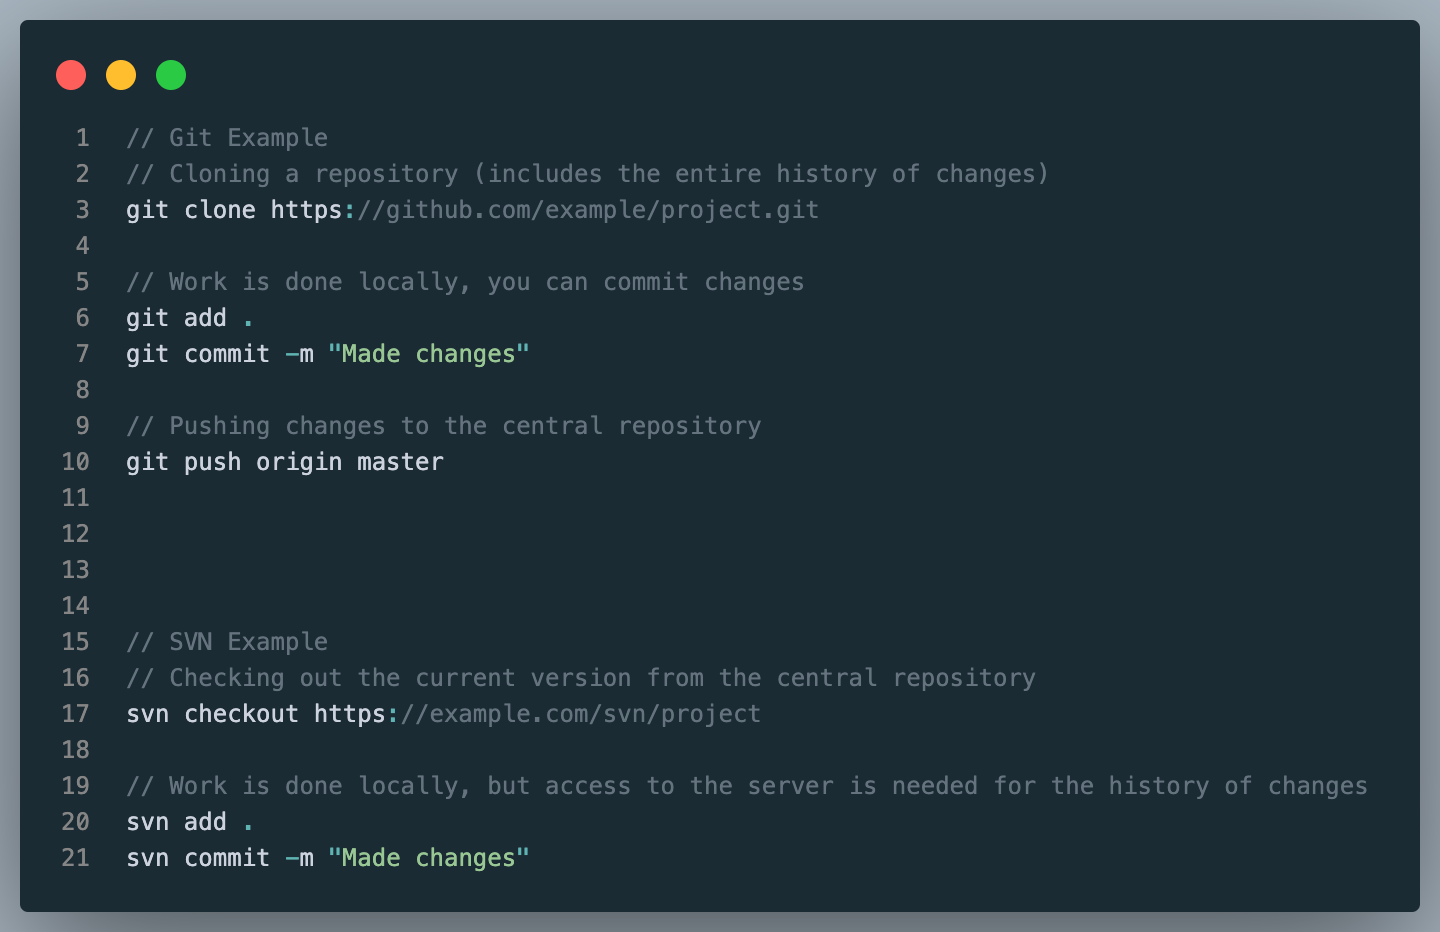 1 // Git Example
2 // Cloning a repository (includes the entire history of changes)
3 git clone https://github.com/example/project.git
4
5 // Work is done locally, you can commit changes
6 git add .
7 git commit -m "Made changes"
8
9 // Pushing changes to the central repository
10 git push origin master
11
12
13
14
15 // SVN Example
16 // Checking out the current version from the central repository
17 svn checkout https://example.com/svn/project
18
19 // Work is done locally, but access to the server is needed for the history of changes
20 svn add .
21 svn commit -m "Made changes"